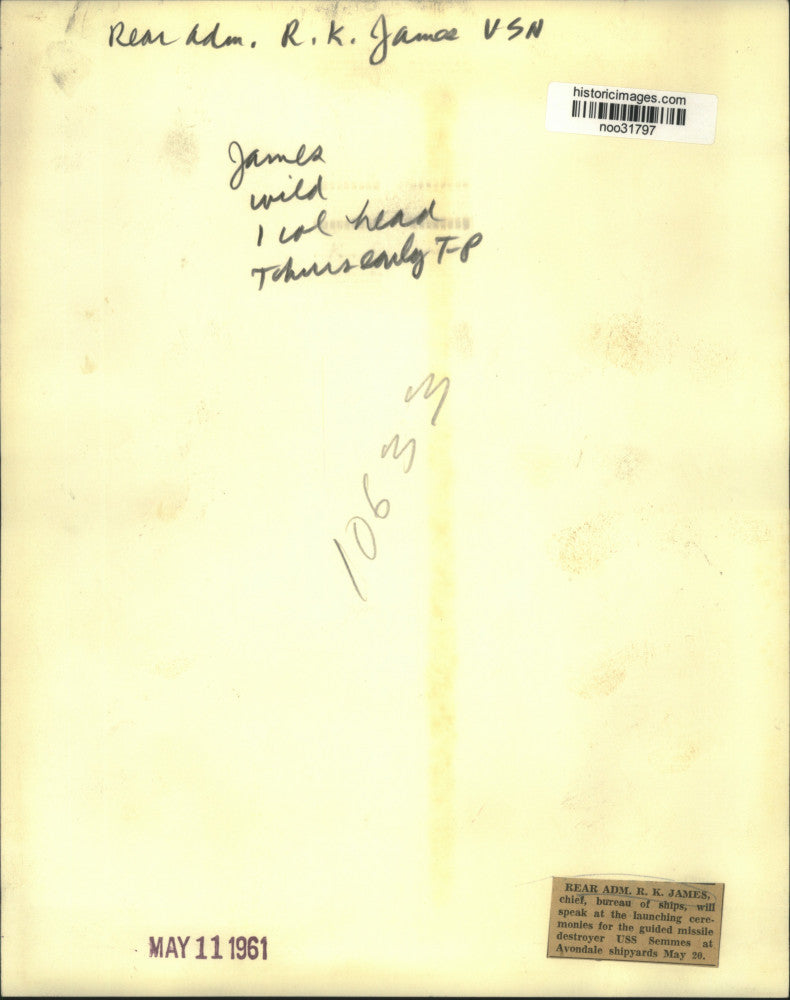 Rear Adm. R. K. James USN
historicimages.com
noo31797
James
wild
1 col head
Thurs early T-P
10633
MAY 11 1961
REAR ADM. R. K. JAMES,
chief, bureau of ships, will
speak at the launching cere-
monies for the guided missile
destroyer USS Semmes at
Avondale shipyards May 20.